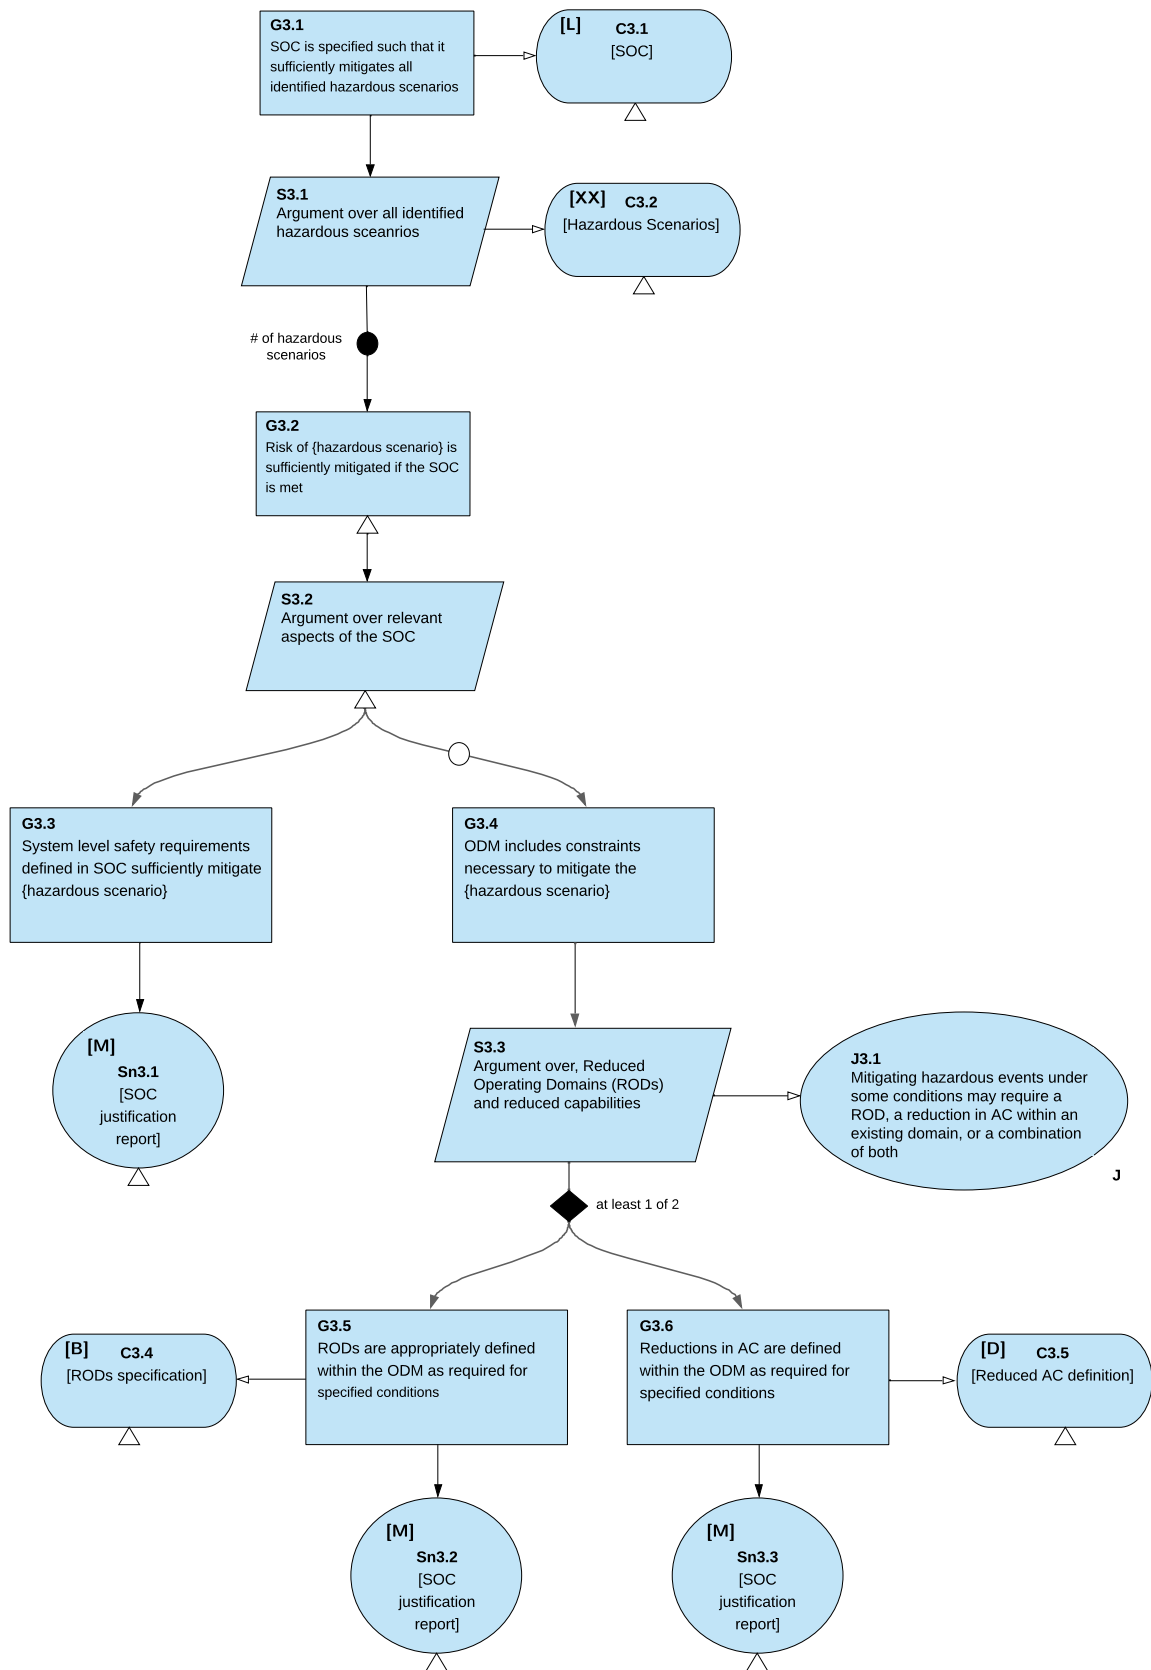 G3.1
SOC is specified such that it
sufficiently mitigates all
identified hazardous scenarios
[L] C3.1
[SOC]
S3.1
Argument over all identified
hazardous sceanrios
[XX] C3.2
[Hazardous Scenarios]
# of hazardous
scenarios
G3.2
Risk of {hazardous scenario} is
sufficiently mitigated if the SOC
is met
S3.2
Argument over relevant
aspects of the SOC
G3.3
System level safety requirements
defined in SOC sufficiently mitigate
{hazardous scenario}
G3.4
ODM includes constraints
necessary to mitigate the
{hazardous scenario}
[M]
Sn3.1
[SOC
justification
report]
S3.3
Argument over, Reduced
Operating Domains (RODs)
and reduced capabilities
J3.1
Mitigating hazardous events under
some conditions may require a
ROD, a reduction in AC within an
existing domain, or a combination
of both
J
at least 1 of 2
[B] C3.4
[RODs specification]
G3.5
RODs are appropriately defined
within the ODM as required for
specified conditions
G3.6
Reductions in AC are defined
within the ODM as required for
specified conditions
[D] C3.5
[Reduced AC definition]
[M]
Sn3.2
[SOC
justification
report]
[M]
Sn3.3
[SOC
justification
report]